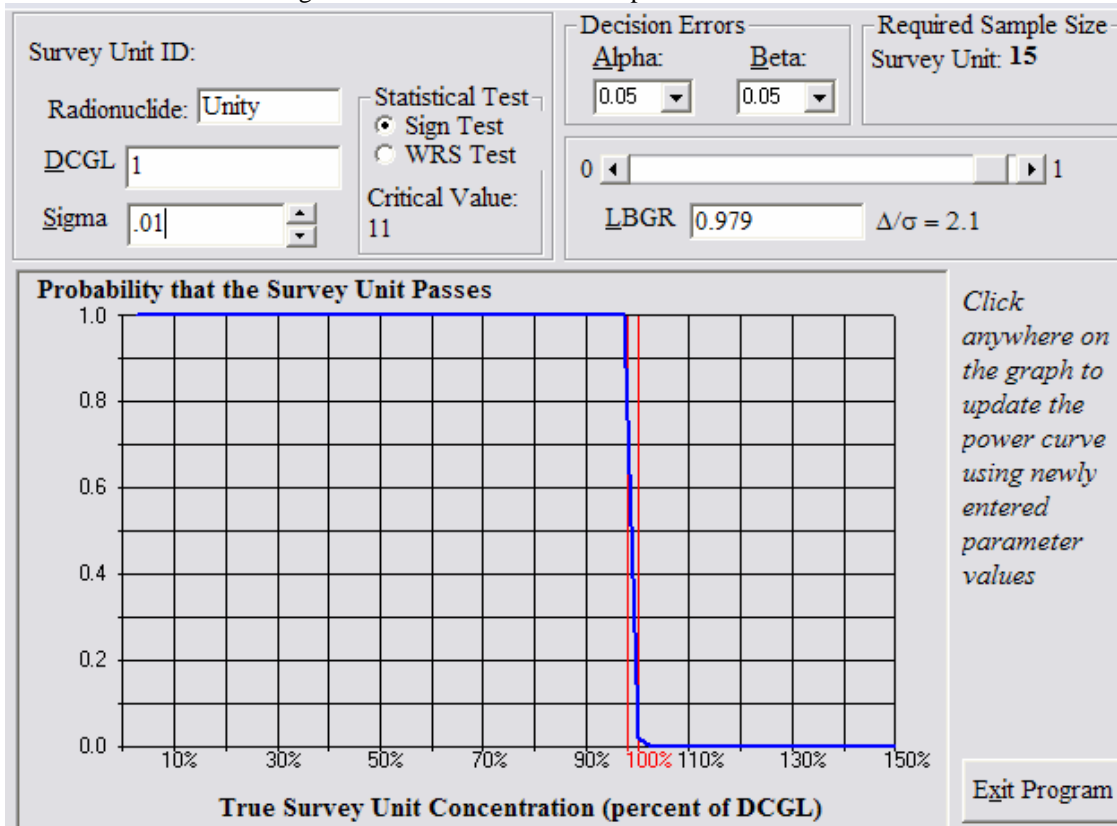 Survey Unit ID:
Radionuclide: Unity
DCGL 1
Sigma .01
Statistical Test
Sign Test
WRS Test
Critical Value:
11
Decision Errors
Alpha: Beta:
0.05 0.05
Required Sample Size
Survey Unit: 15
0 1
LBGR 0.979 Δ/σ = 2.1
Probability that the Survey Unit Passes
1.0
0.8
0.6
0.4
0.2
0.0
10% 30% 50% 70% 90% 100% 110% 130% 150%
True Survey Unit Concentration (percent of DCGL)
Click
anywhere on
the graph to
update the
power curve
using newly
entered
parameter
values
Exit Program